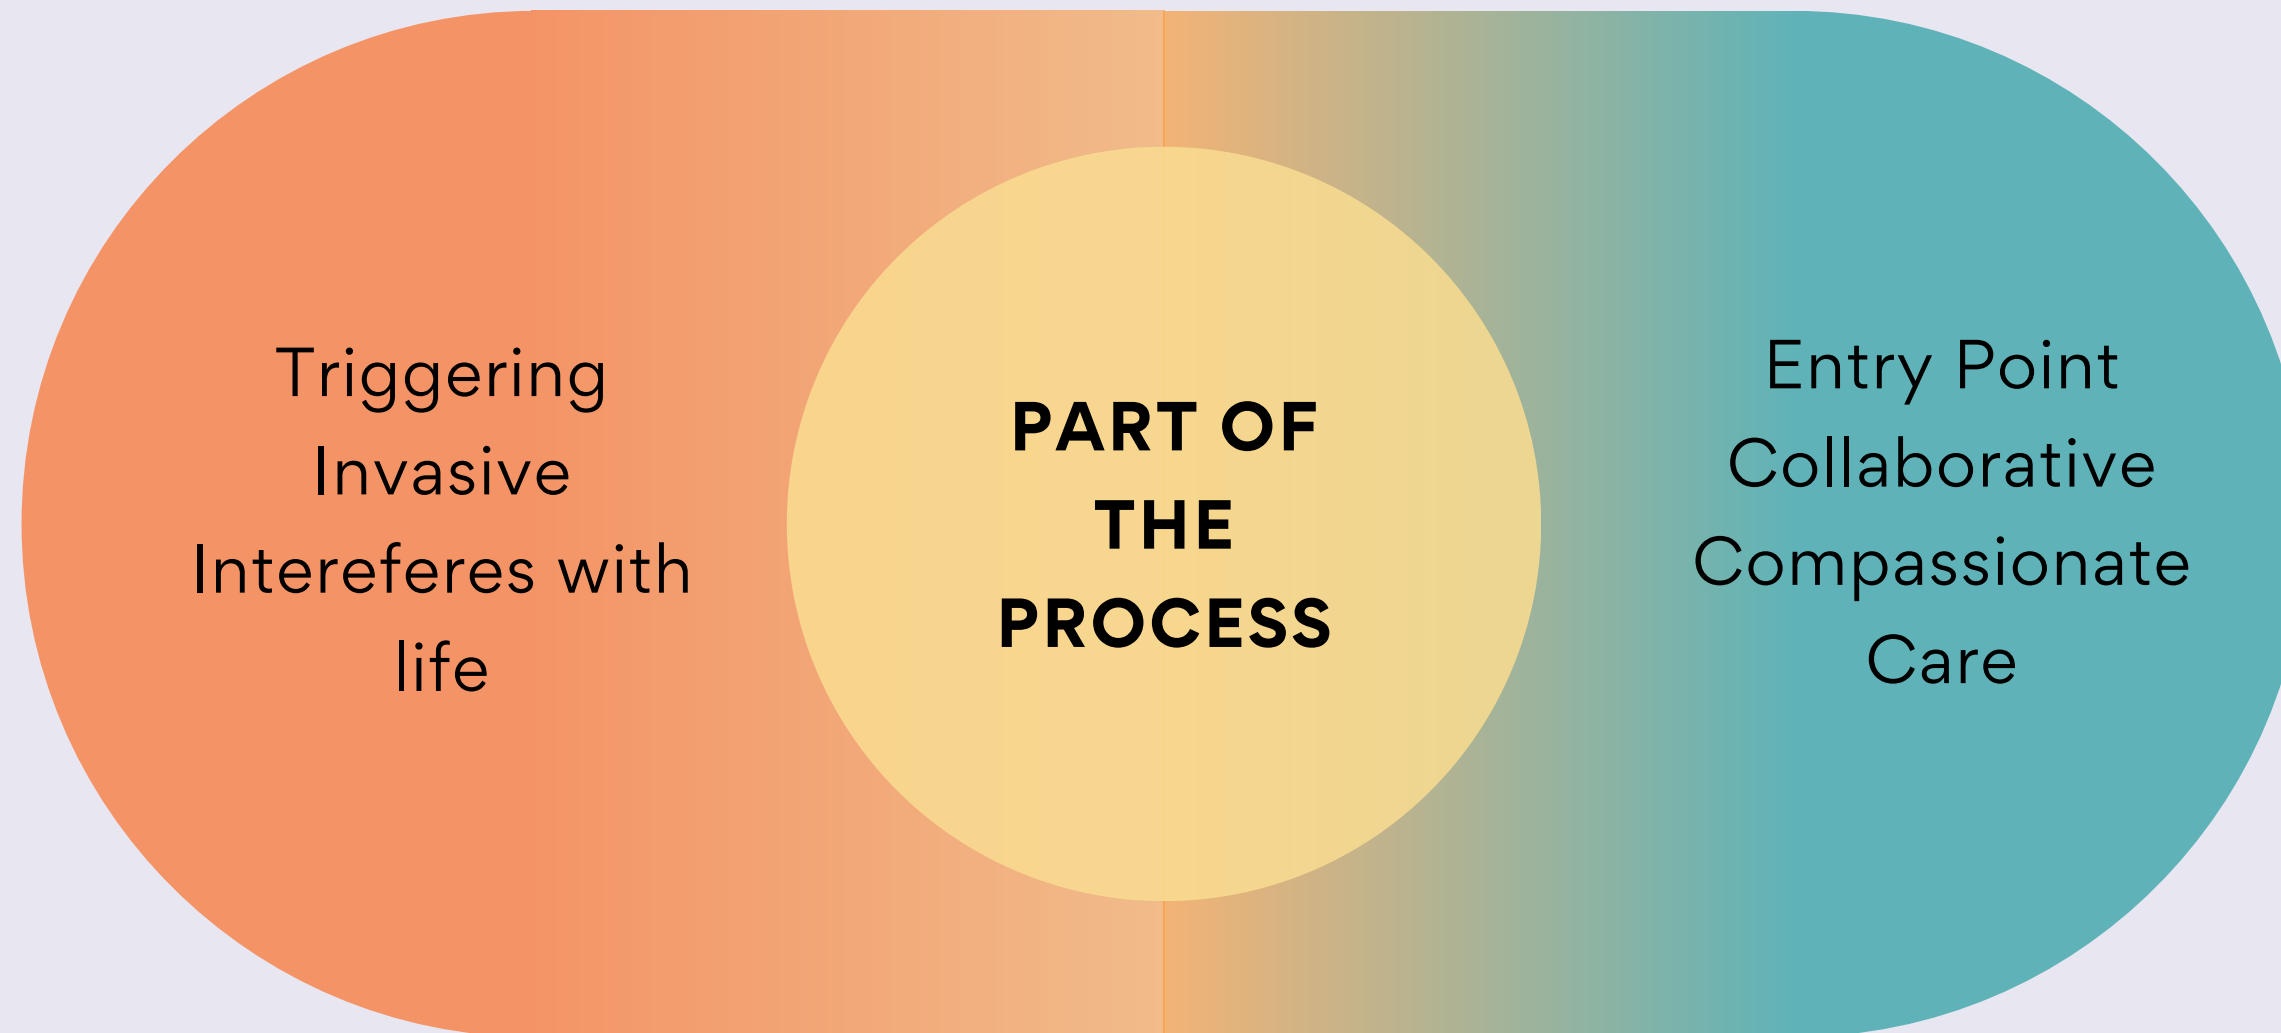 Triggering
Invasive
Intereferes with
life
PART OF
THE
PROCESS
Entry Point
Collaborative
Compassionate
Care